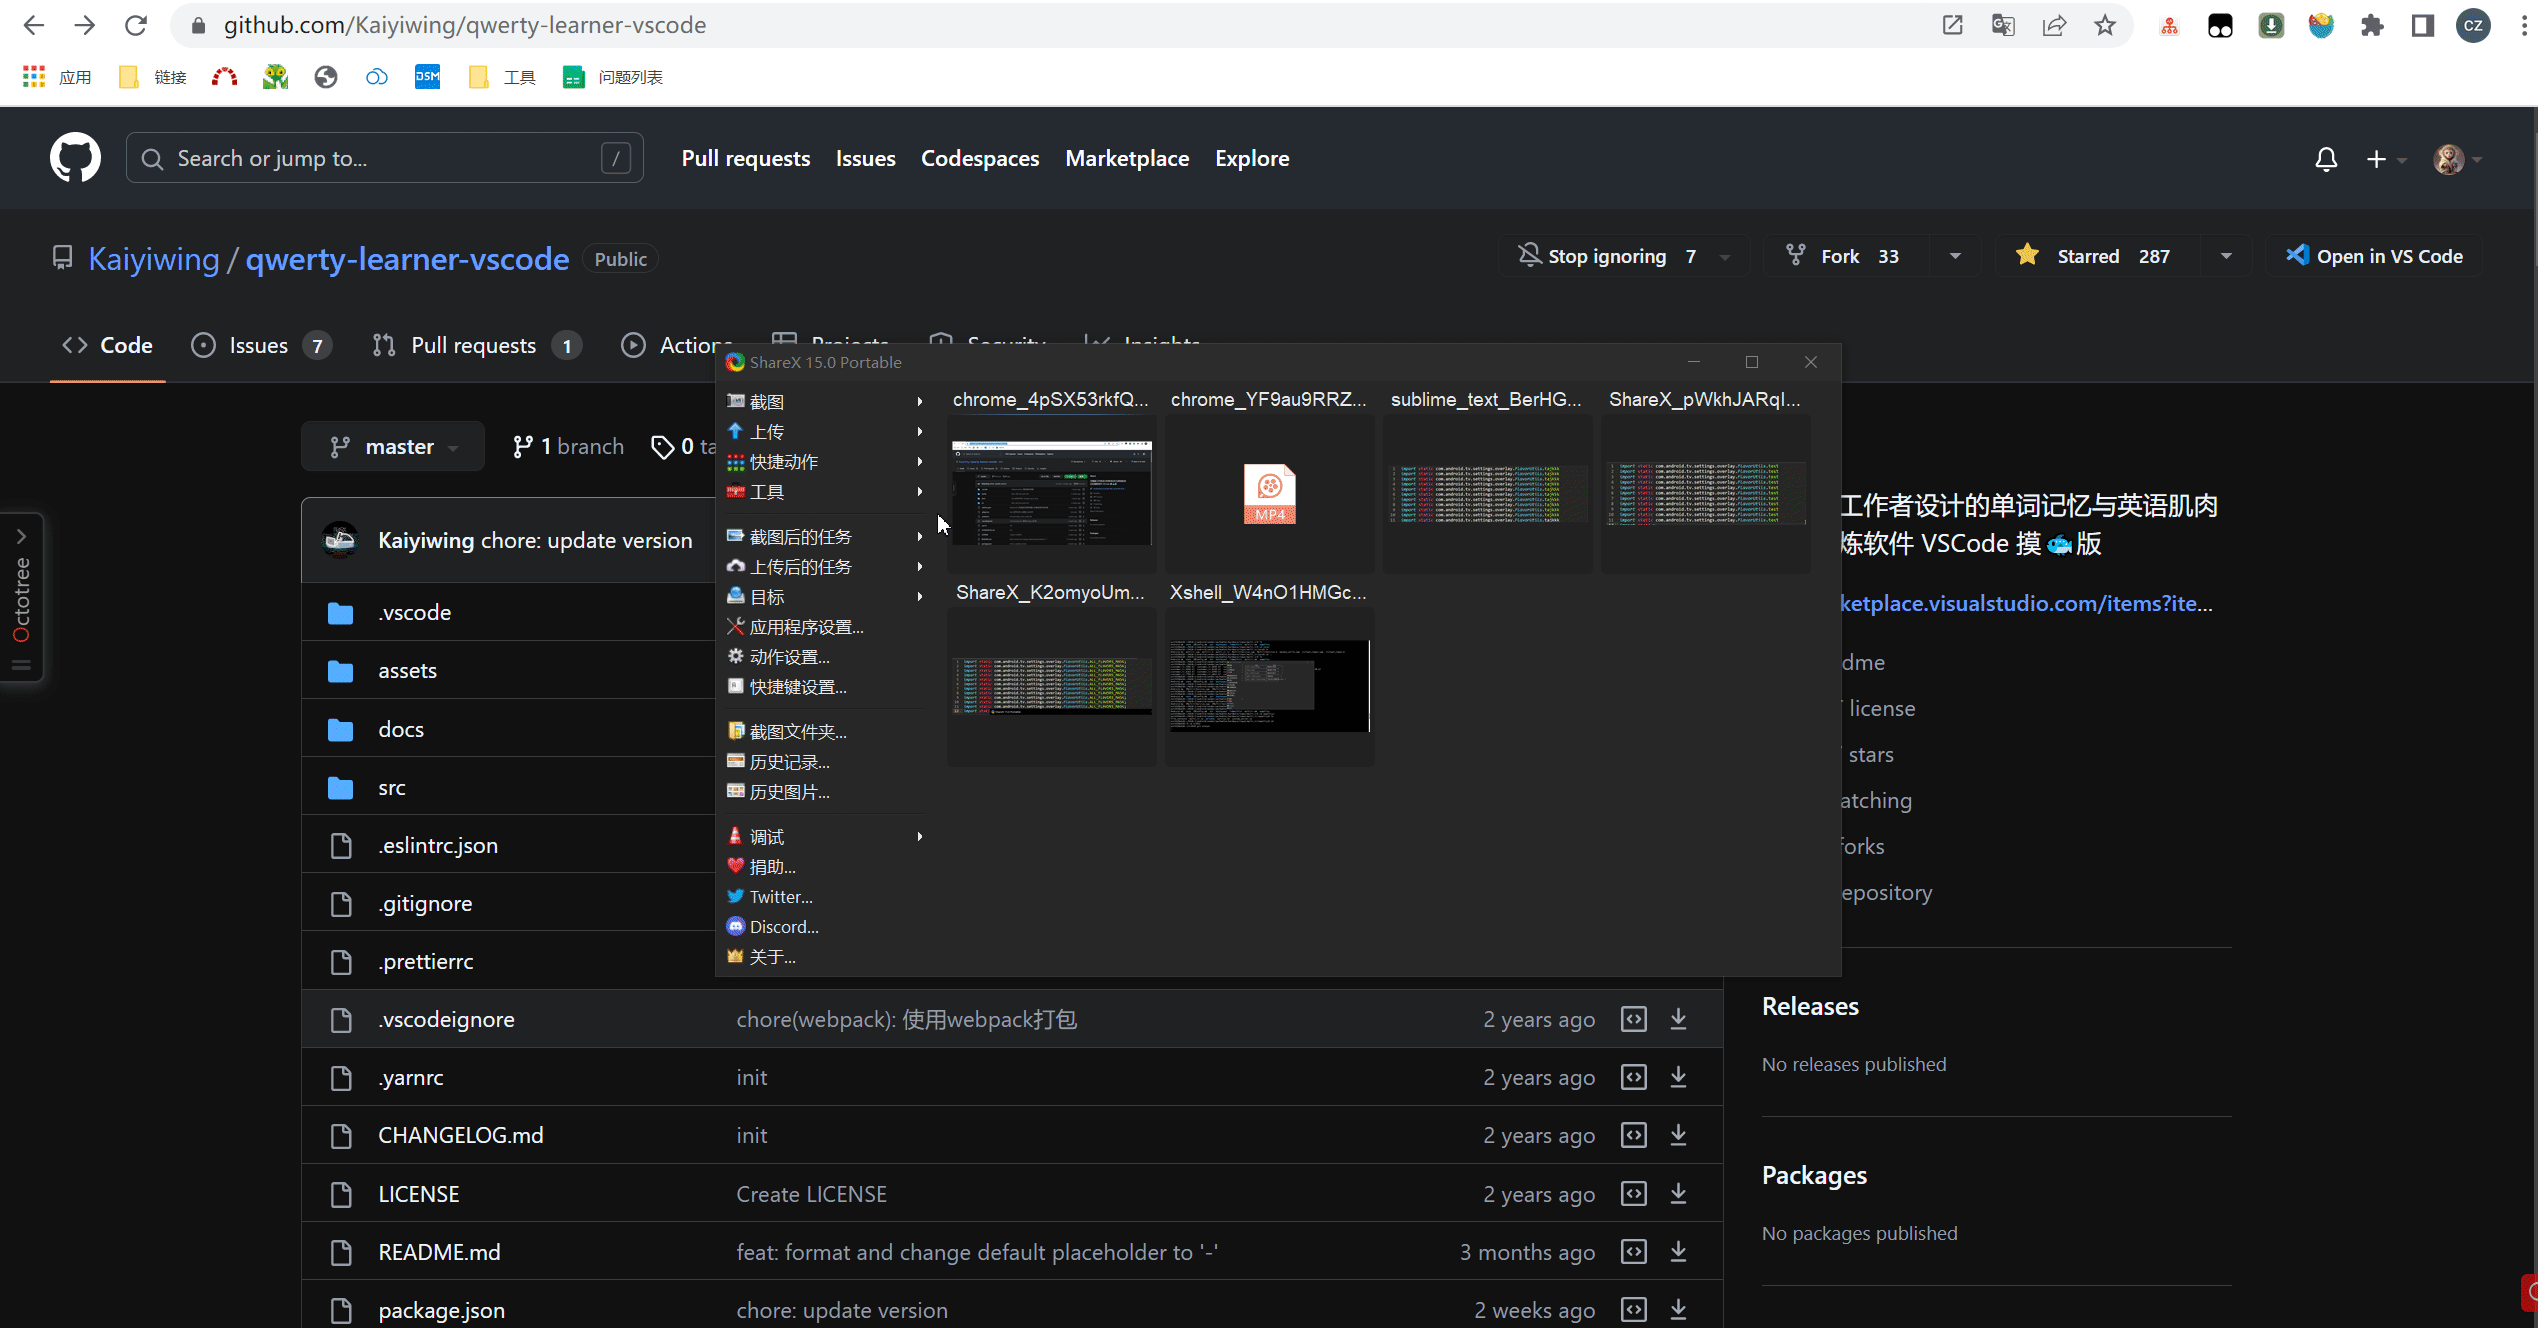 github.com/Kaiyiwing/qwerty-learner-vscode
CZ
应用 链接 DSM 工具 问题列表
Search or jump to... /
Pull requests Issues Codespaces Marketplace Explore
Kaiyiwing / qwerty-learner-vscode Public
Stop ignoring 7 Fork 33 Starred 287 Open in VS Code
Code Issues 7 Pull requests 1 Actions Projects Security Insights
ShareX 15.0 Portable
截图
上传
快捷动作
工具
截图后的任务
上传后的任务
目标
应用程序设置...
动作设置...
快捷键设置...
截图文件夹...
历史记录...
历史图片...
调试
捐助...
Twitter...
Discord...
关于...
chrome_4pSX53rkfQ... chrome_YF9au9RRZ... sublime_text_BerHG... ShareX_pWkhJARqI...
MP4
ShareX_K2omyoUm... Xshell_W4nO1HMGc...
master 1 branch 0 ta
Octotree
Kaiyiwing chore: update version
.vscode
assets
docs
src
.eslintrc.json
.gitignore
.prettierrc
.vscodeignore chore(webpack): 使用webpack打包 2 years ago
.yarnrc init 2 years ago
CHANGELOG.md init 2 years ago
LICENSE Create LICENSE 2 years ago
README.md feat: format and change default placeholder to '-' 3 months ago
package.json chore: update version 2 weeks ago
工作者设计的单词记忆与英语肌肉
炼软件 VSCode 摸🐟版
ketplace.visualstudio.com/items?ite...
dme
license
stars
atching
forks
epository
Releases
No releases published
Packages
No packages published